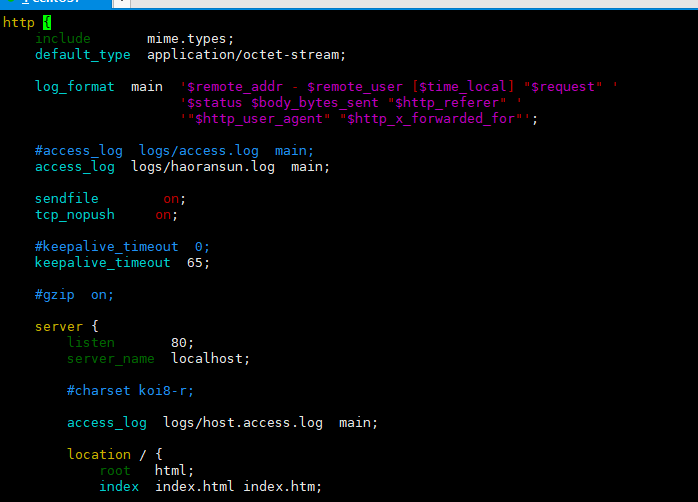 http {
    include       mime.types;
    default_type  application/octet-stream;
    log_format  main  '$remote_addr - $remote_user [$time_local] "$request" '
                      '$status $body_bytes_sent "$http_referer" '
                      '"$http_user_agent" "$http_x_forwarded_for"';
    #access_log  logs/access.log  main;
    access_log  logs/haoransun.log  main;
    sendfile        on;
    tcp_nopush     on;
    #keepalive_timeout  0;
    keepalive_timeout  65;
    #gzip  on;
    server {
        listen       80;
        server_name  localhost;
        #charset koi8-r;
        access_log  logs/host.access.log  main;
        location / {
            root   html;
            index  index.html index.htm;